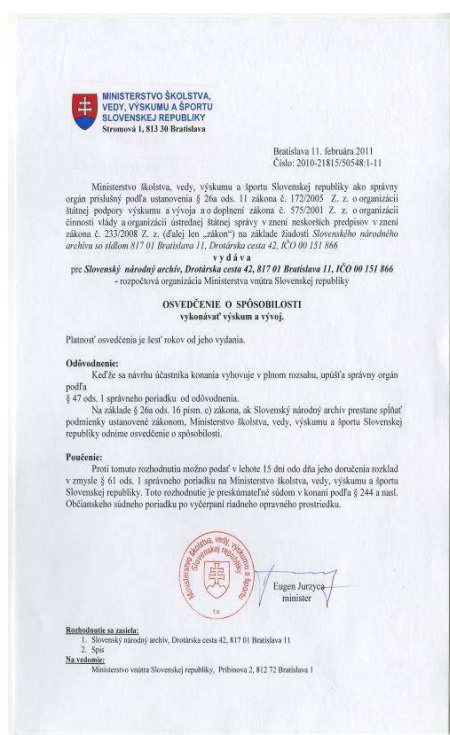 MINISTERSTVO ŠKOLSTVA,
VEDY, VÝSKUMU A ŠPORTU
SLOVENSKEJ REPUBLIKY
Stromová 1, 813 30 Bratislava
Bratislava 11. februára 2011
Číslo: 2010-21815/50548:1-11
Ministerstvo školstva, vedy, výskumu a športu Slovenskej republiky ako správny
orgán príslušný podľa ustanovenia § 26a ods. 11 zákona č. 172/2005 Z. z. o organizácii
štátnej podpory výskumu a vývoja a o doplnení zákona č. 575/2001 Z. z. o organizácii
činnosti vlády a organizácii ústrednej štátnej správy v znení neskorších predpisov v znení
zákona č. 233/2008 Z. z. (ďalej len „zákon“) na základe žiadosti Slovenského národného
archívu so sídlom 817 01 Bratislava 11, Drotárska cesta 42, IČO 00 151 866
v y d á v a
pre Slovenský národný archív, Drotárska cesta 42, 817 01 Bratislava 11, IČO 00 151 866
- rozpočtová organizácia Ministerstva vnútra Slovenskej republiky
OSVEDČENIE O SPÔSOBILOSTI
vykonávať výskum a vývoj.
Platnosť osvedčenia je šesť rokov od jeho vydania.
Odôvodnenie:
Keďže sa návrhu účastníka konania vyhovuje v plnom rozsahu, upúšťa správny orgán
podľa
§ 47 ods. 1 správneho poriadku od odôvodnenia.
Na základe § 26a ods. 16 písm. c) zákona, ak Slovenský národný archív prestane spĺňať
podmienky ustanovené zákonom, Ministerstvo školstva, vedy, výskumu a športu Slovenskej
republiky odníme osvedčenie o spôsobilosti.
Poučenie:
Proti tomuto rozhodnutiu možno podať v lehote 15 dní odo dňa jeho doručenia rozklad
v zmysle § 61 ods. 1 správneho poriadku na Ministerstvo školstva, vedy, výskumu a športu
Slovenskej republiky. Toto rozhodnutie je preskúmateľné súdom v konaní podľa § 244 a nasl.
Občianskeho súdneho poriadku po vyčerpaní riadneho opravného prostriedku.
Ministerstvo školstva, vedy, výskumu a športu
Slovenskej republiky
14
Eugen Jurzyca
minister
Rozhodnutie sa zasiela:
1. Slovenský národný archív, Drotárska cesta 42, 817 01 Bratislava 11
2. Spis
Na vedomie:
Ministerstvo vnútra Slovenskej republiky, Pribinova 2, 812 72 Bratislava 1